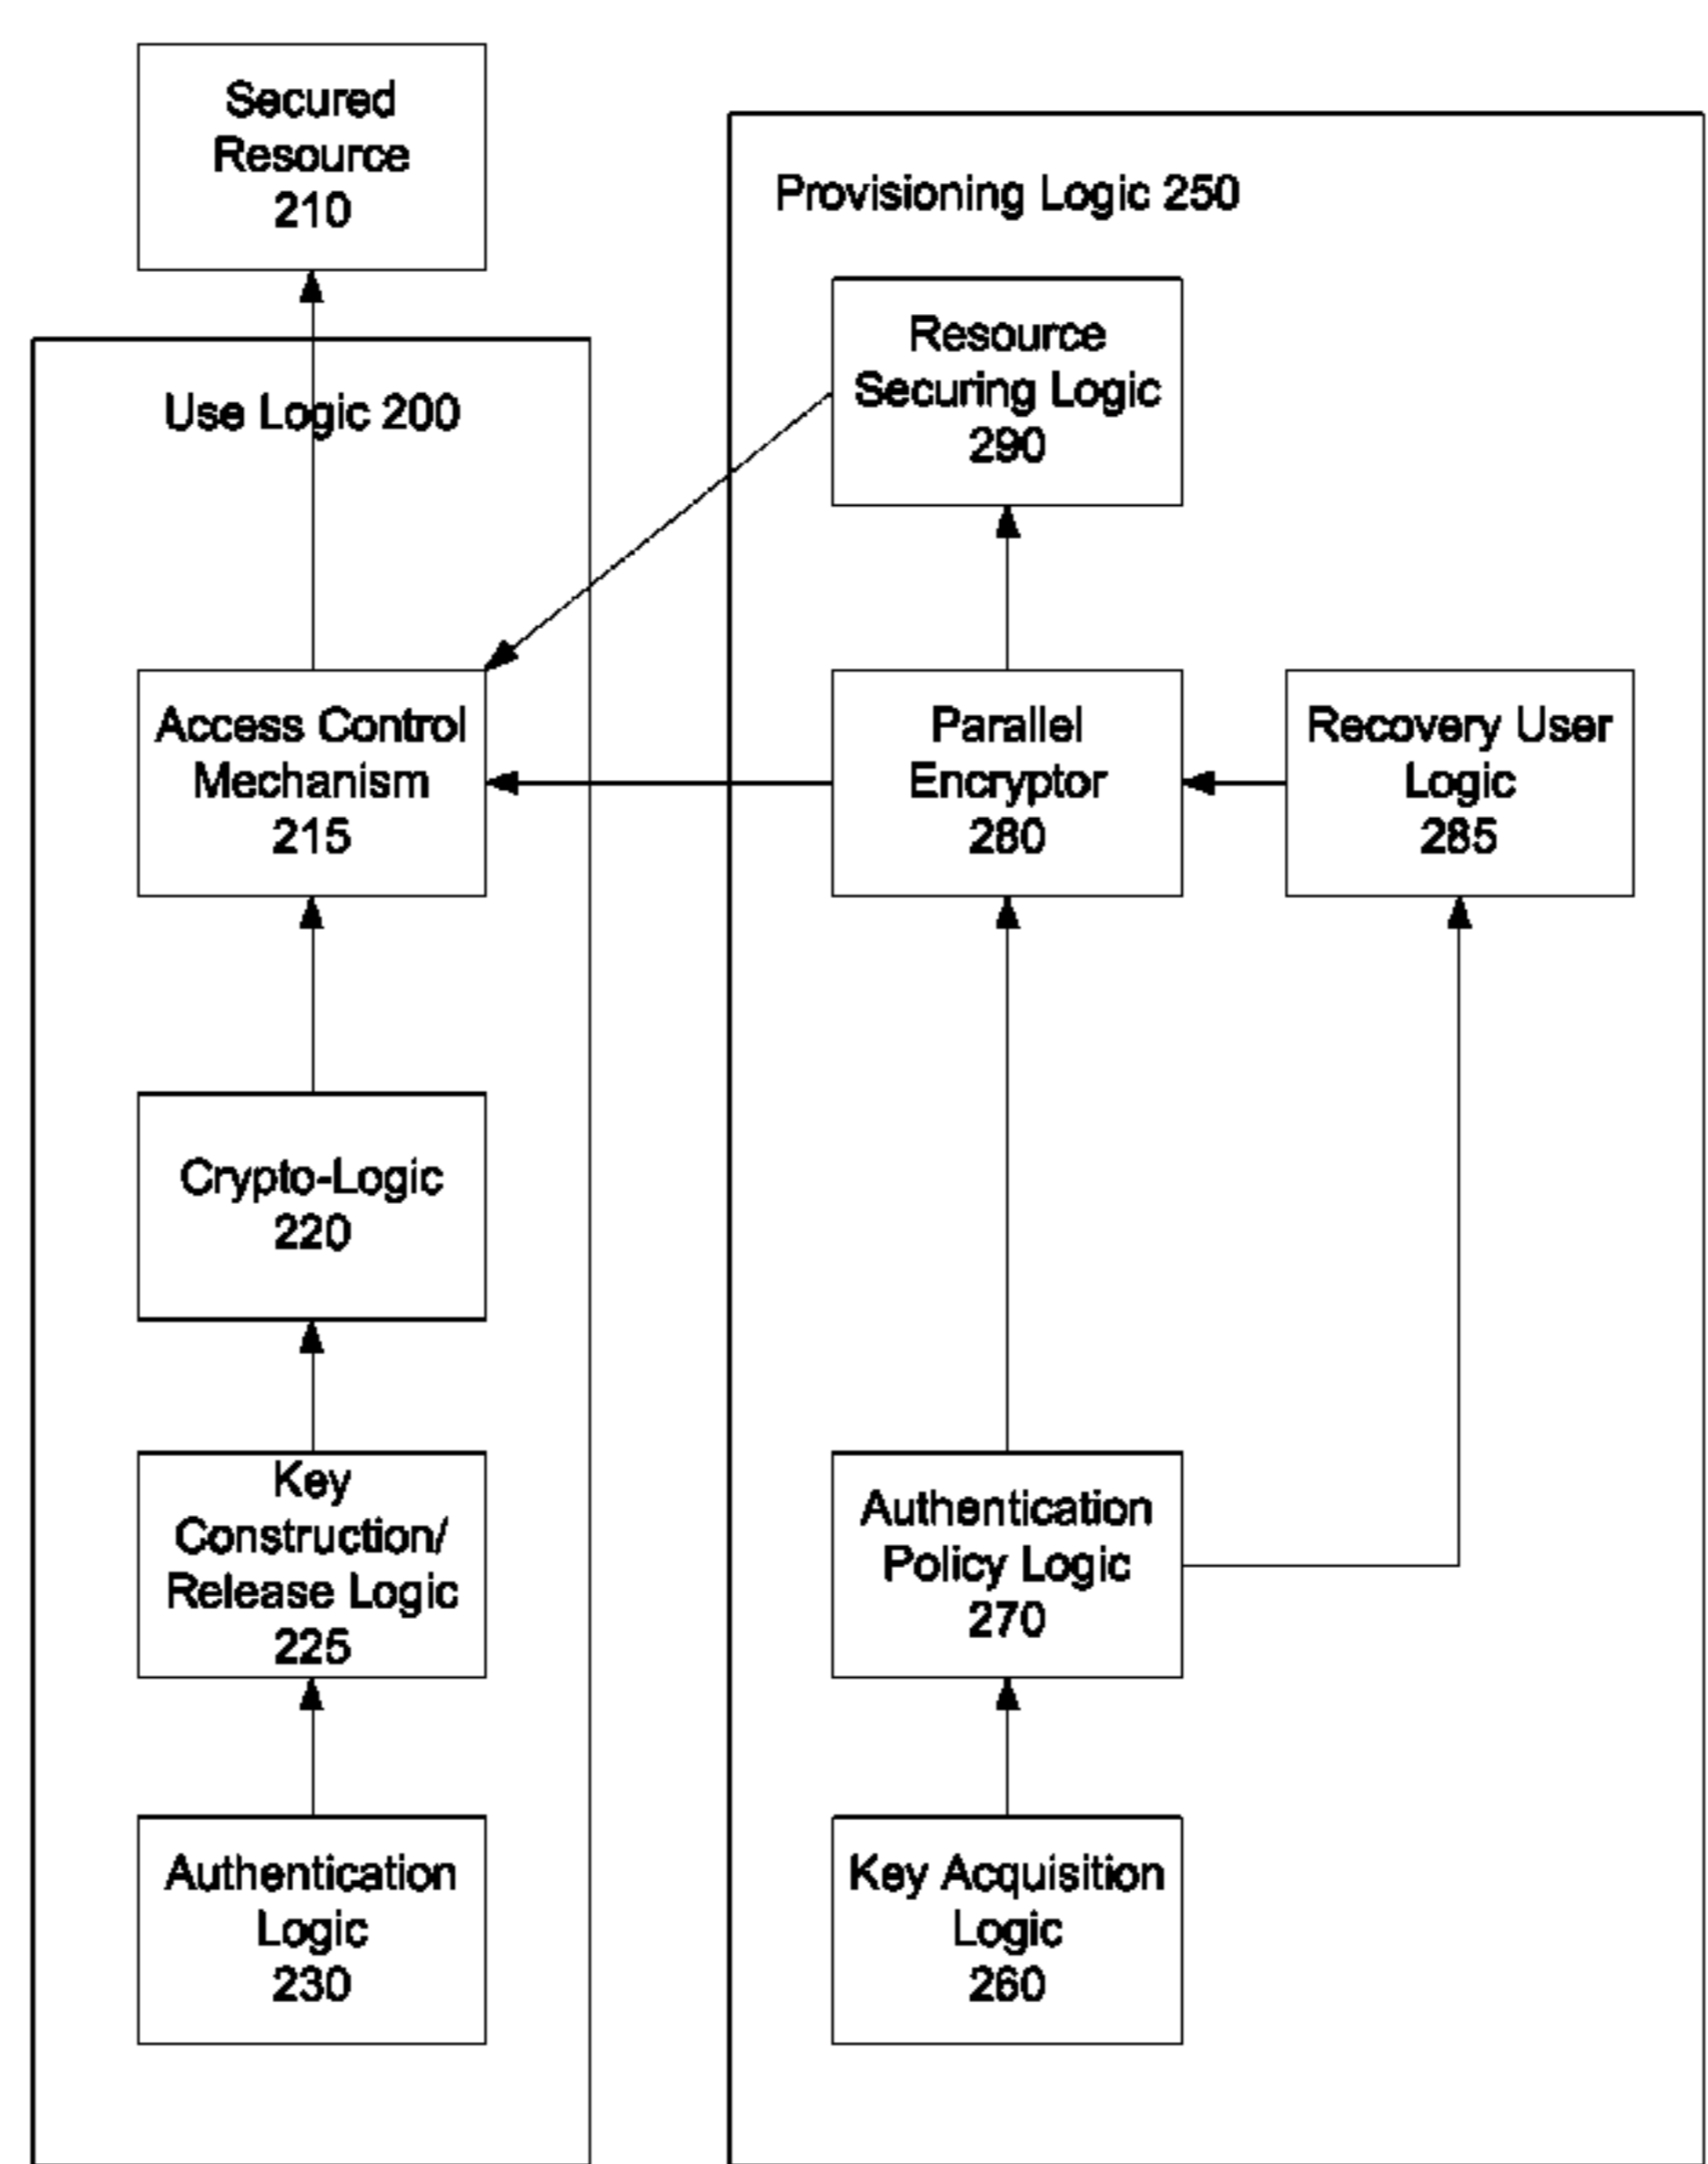 Secured
Resource
210
Use Logic 200
Access Control
Mechanism
215
Crypto-Logic
220
Key
Construction/
Release Logic
225
Authentication
Logic
230
Provisioning Logic 250
Resource
Securing Logic
290
Parallel
Encryptor
280
Recovery User
Logic
285
Authentication
Policy Logic
270
Key Acquisition
Logic
260